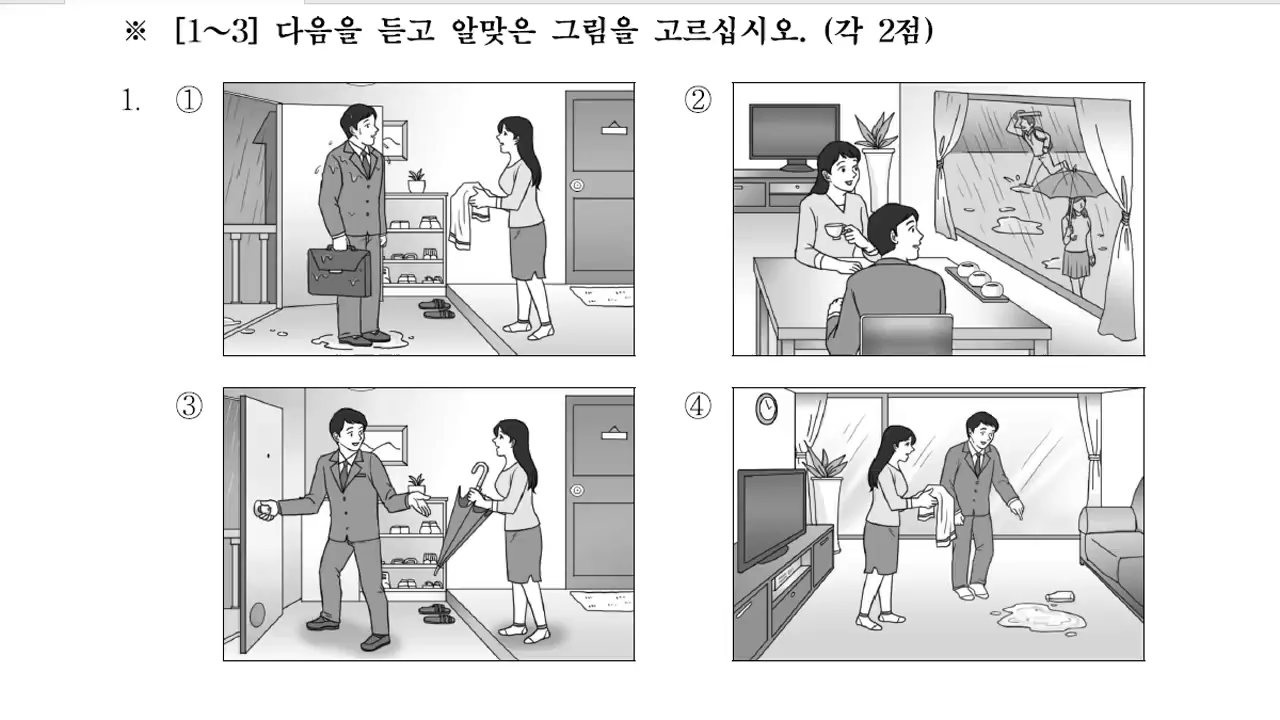 ※ [1～3] 다음을 듣고 알맞은 그림을 고르십시오. (각 2점)
1. ① ②
③ ④